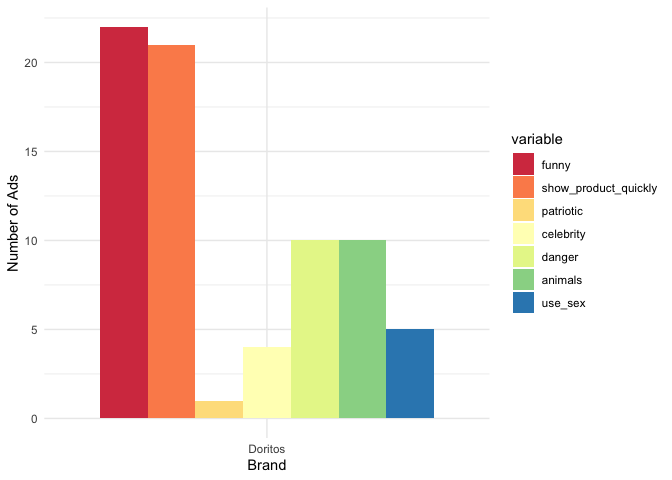 Number of Ads
20
15
10
5
0
Doritos
Brand
variable
funny
show_product_quickly
patriotic
celebrity
danger
animals
use_sex